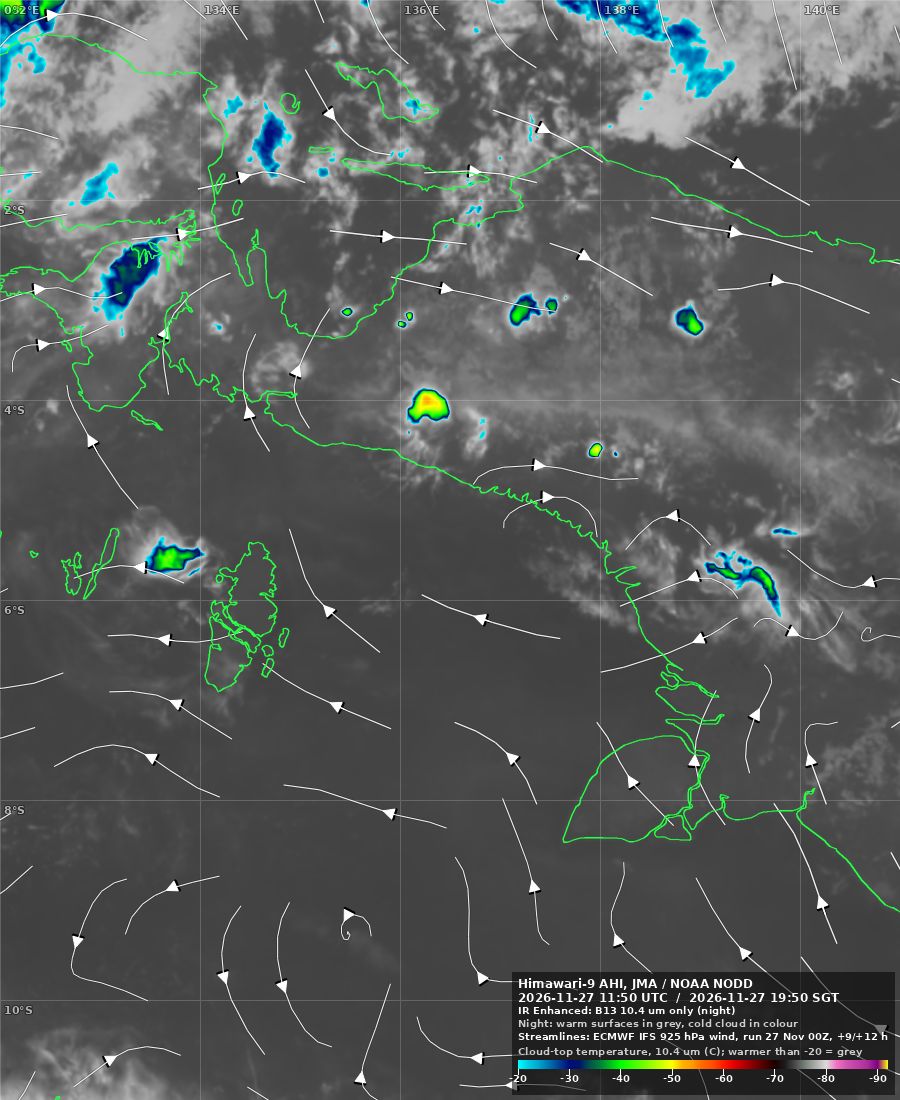 132°E 134°E 136°E 138°E 140°E
2°S
4°S
6°S
8°S
10°S
Himawari-9 AHI, JMA / NOAA NODD
2026-11-27 11:50 UTC / 2026-11-27 19:50 SGT
IR Enhanced: B13 10.4 um only (night)
Night: warm surfaces in grey, cold cloud in colour
Streamlines: ECMWF IFS 925 hPa wind, run 27 Nov 00Z, +9/+12 h
Cloud-top temperature, 10.4 um (C); warmer than -20 = grey
-20 -30 -40 -50 -60 -70 -80 -90